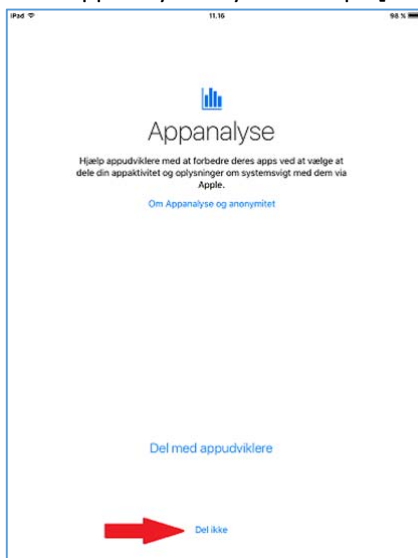 iPad
11.16
98 %
Appanalyse
Hjælp appudviklere med at forbedre deres apps ved at vælge at
dele din appaktivitet og oplysninger om systemsvigt med dem via
Apple.
Om Appanalyse og anonymitet
Del med appudviklere
Del ikke